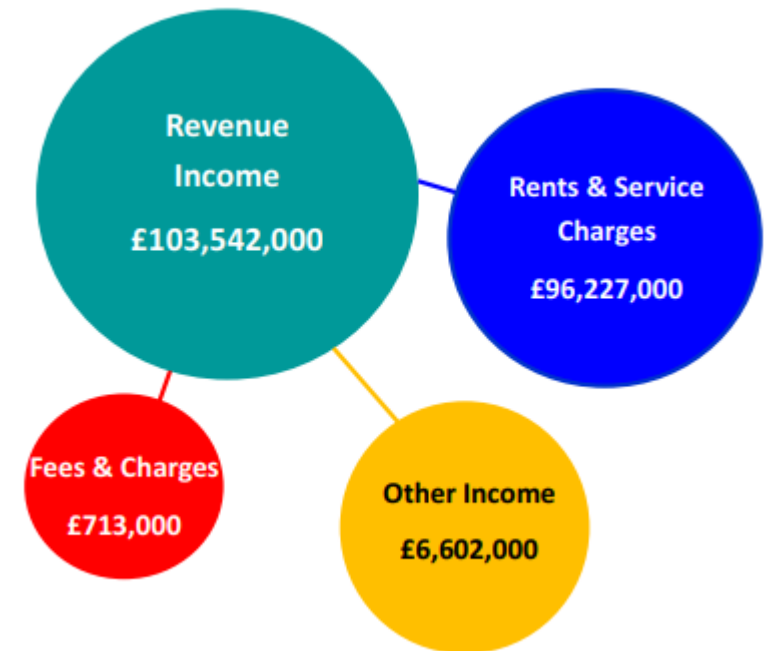 Revenue
Income
£103,542,000
Rents & Service
Charges
£96,227,000
Fees & Charges
£713,000
Other Income
£6,602,000